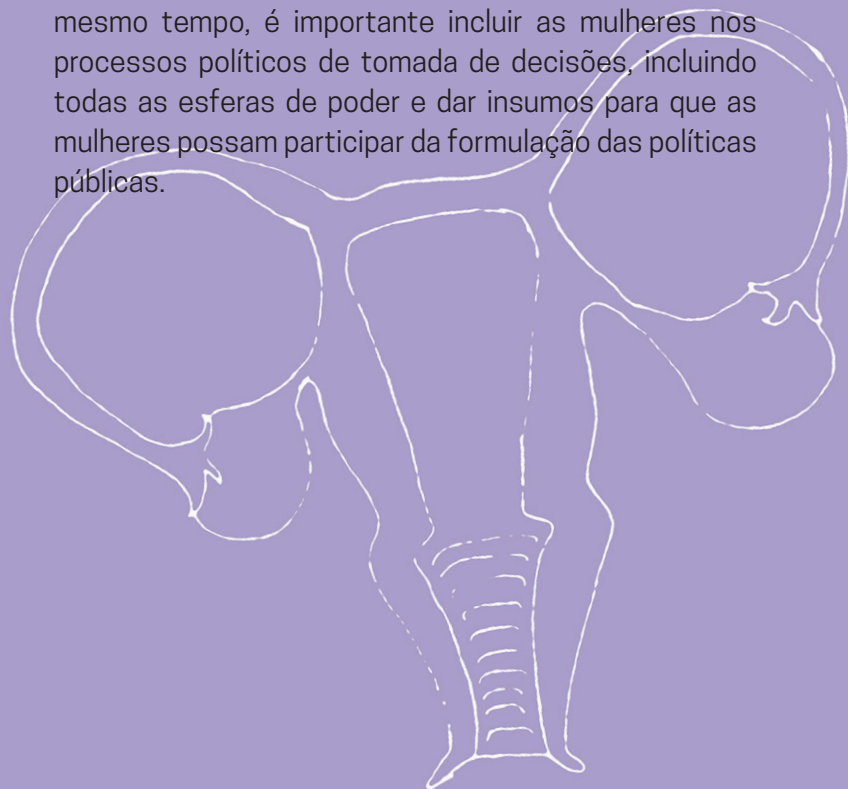 mesmo tempo, é importante incluir as mulheres nos
processos políticos de tomada de decisões, incluindo
todas as esferas de poder e dar insumos para que as
mulheres possam participar da formulação das políticas
públicas.